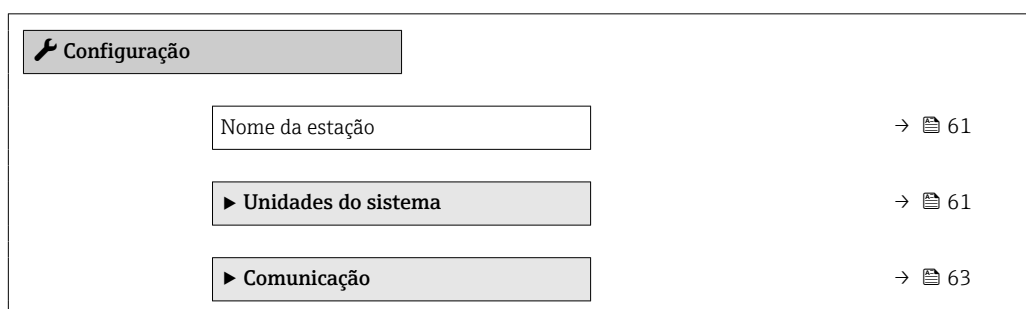 Configuração
Nome da estação → 61
▶ Unidades do sistema → 61
▶ Comunicação → 63